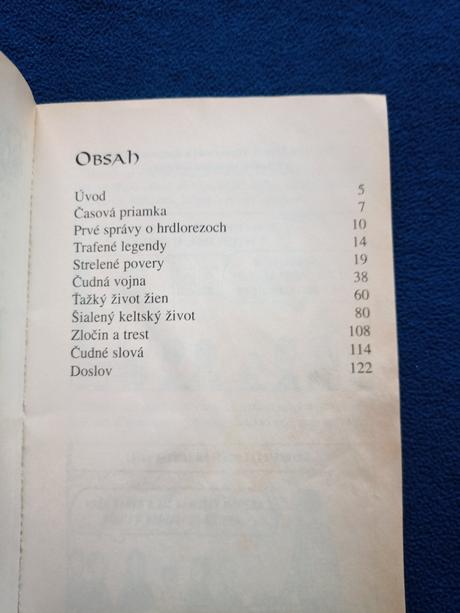 Obsah
Úvod 5
Časová priamka 7
Prvé správy o hrdlorezoch 10
Trafené legendy 14
Strelené povery 19
Čudná vojna 38
Ťažký život žien 60
Šialený keltský život 80
Zločin a trest 108
Čudné slová 114
Doslov 122